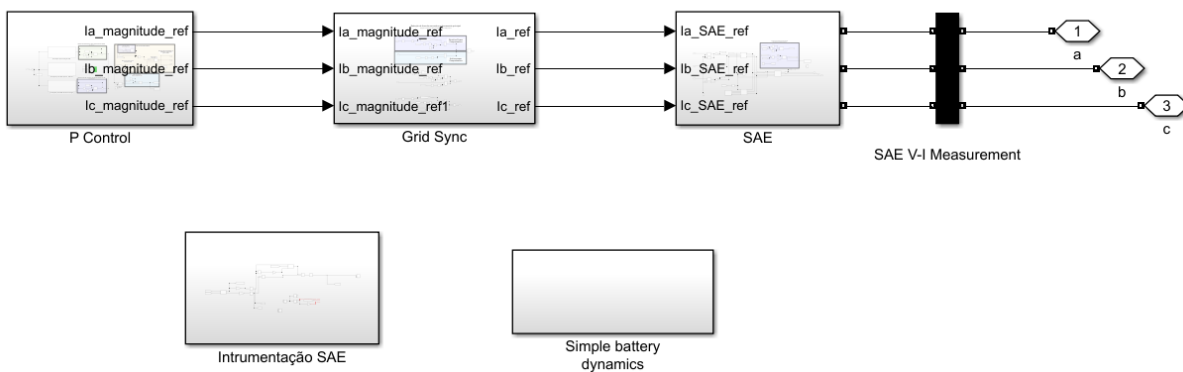 Ia_magnitude_ref
Ib_magnitude_ref
Ic_magnitude_ref
P Control
Ia_magnitude_ref
Ib_magnitude_ref
Ic_magnitude_ref1
Ia_ref
Ib_ref
Ic_ref
Grid Sync
Ia_SAE_ref
Ib_SAE_ref
Ic_SAE_ref
SAE
SAE V-I Measurement
1
a
2
b
3
c
Intrumentação SAE
Simple battery
dynamics